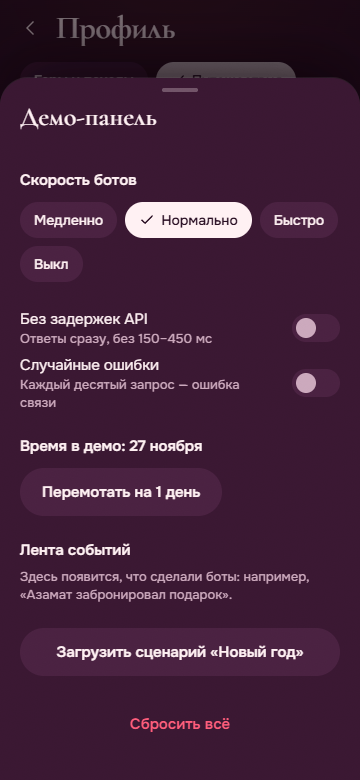 Профиль
Демо-панель
Скорость ботов
Медленно
Нормально
Быстро
Выкл
Без задержек API
Ответы сразу, без 150–450 мс
Случайные ошибки
Каждый десятый запрос — ошибка
связи
Время в демо: 27 ноября
Перемотать на 1 день
Лента событий
Здесь появится, что сделали боты: например,
«Азамат забронировал подарок».
Загрузить сценарий «Новый год»
Сбросить всё